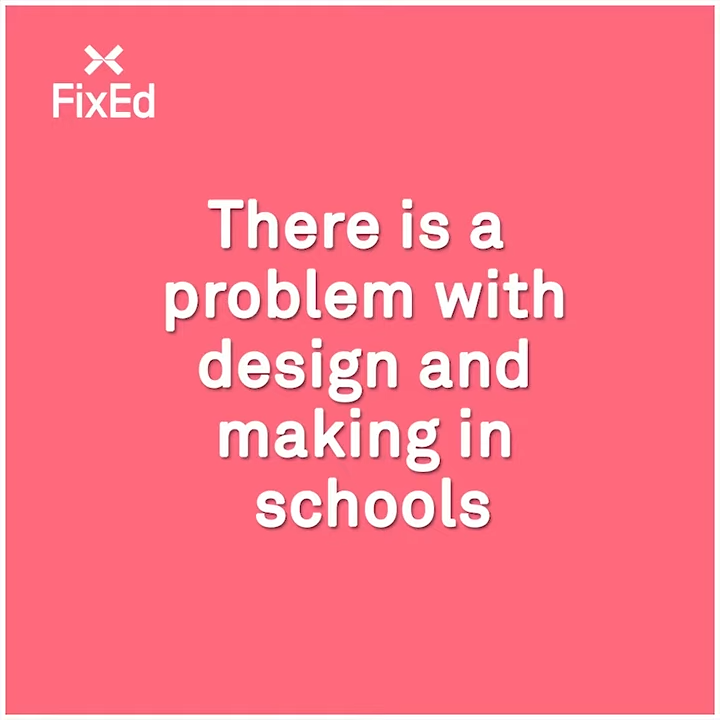 FixEd
There is a
problem with
design and
making in
schools